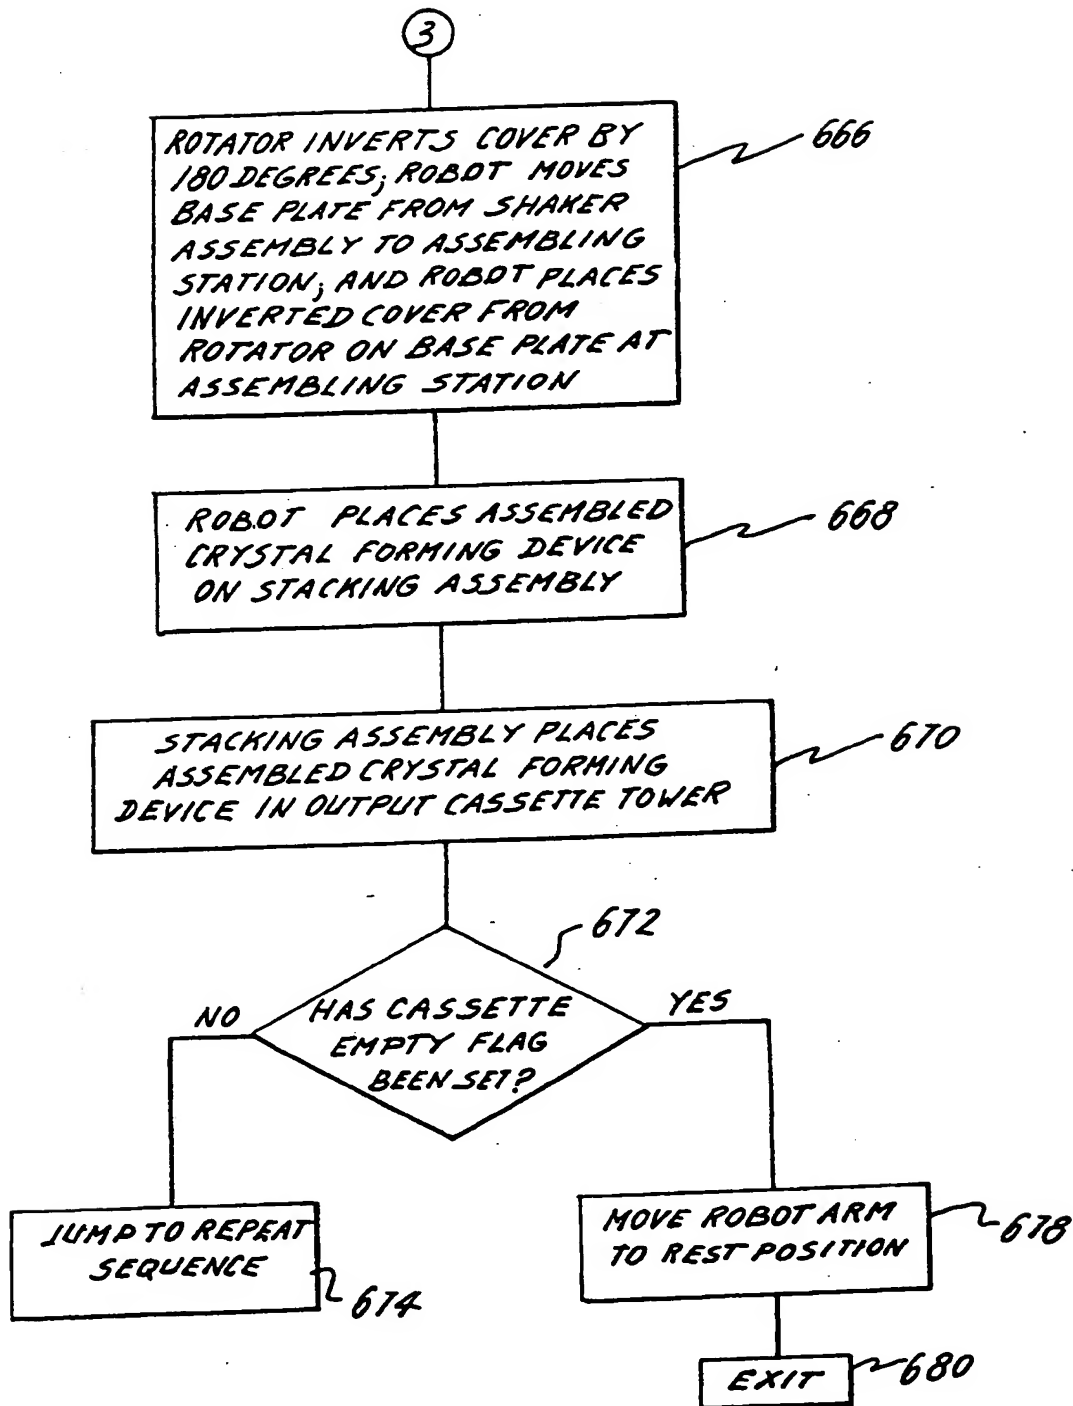 3
ROTATOR INVERTS COVER BY
180 DEGREES; ROBOT MOVES
BASE PLATE FROM SHAKER
ASSEMBLY TO ASSEMBLING
STATION; AND ROBOT PLACES
INVERTED COVER FROM
ROTATOR ON BASE PLATE AT
ASSEMBLING STATION
666
ROBOT PLACES ASSEMBLED
CRYSTAL FORMING DEVICE
ON STACKING ASSEMBLY
668
STACKING ASSEMBLY PLACES
ASSEMBLED CRYSTAL FORMING
DEVICE IN OUTPUT CASSETTE TOWER
670
672
HAS CASSETTE
EMPTY FLAG
BEEN SET?
NO
YES
JUMP TO REPEAT
SEQUENCE
674
MOVE ROBOT ARM
TO REST POSITION
678
EXIT
680